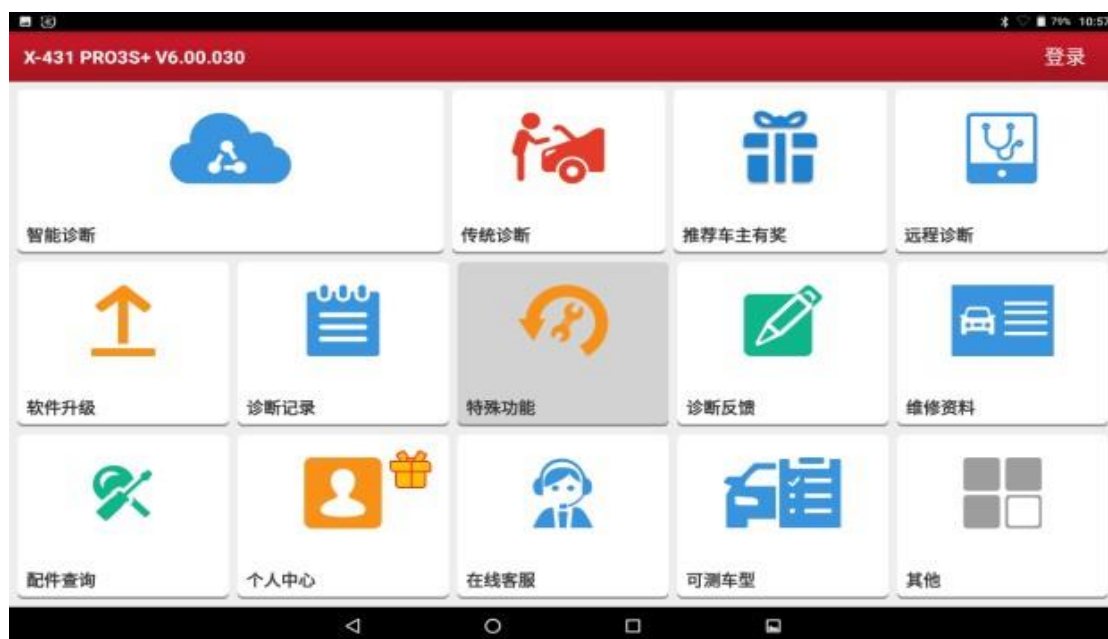 79% 10:57
X-431 PRO3S+ V6.00.030 登录
智能诊断 传统诊断 推荐车主有奖 远程诊断
软件升级 诊断记录 特殊功能 诊断反馈 维修资料
配件查询 个人中心 在线客服 可测车型 其他